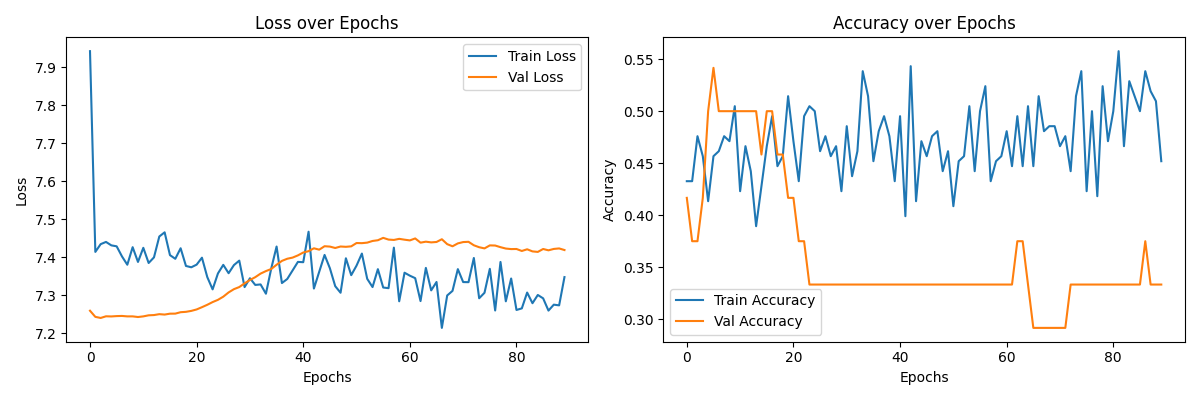 Loss over Epochs
7.9
7.8
7.7
7.6
7.5
7.4
7.3
7.2
Loss
Train Loss
Val Loss
0
20
40
60
80
Epochs
Accuracy over Epochs
0.55
0.50
0.45
0.40
0.35
0.30
Accuracy
Train Accuracy
Val Accuracy
0
20
40
60
80
Epochs